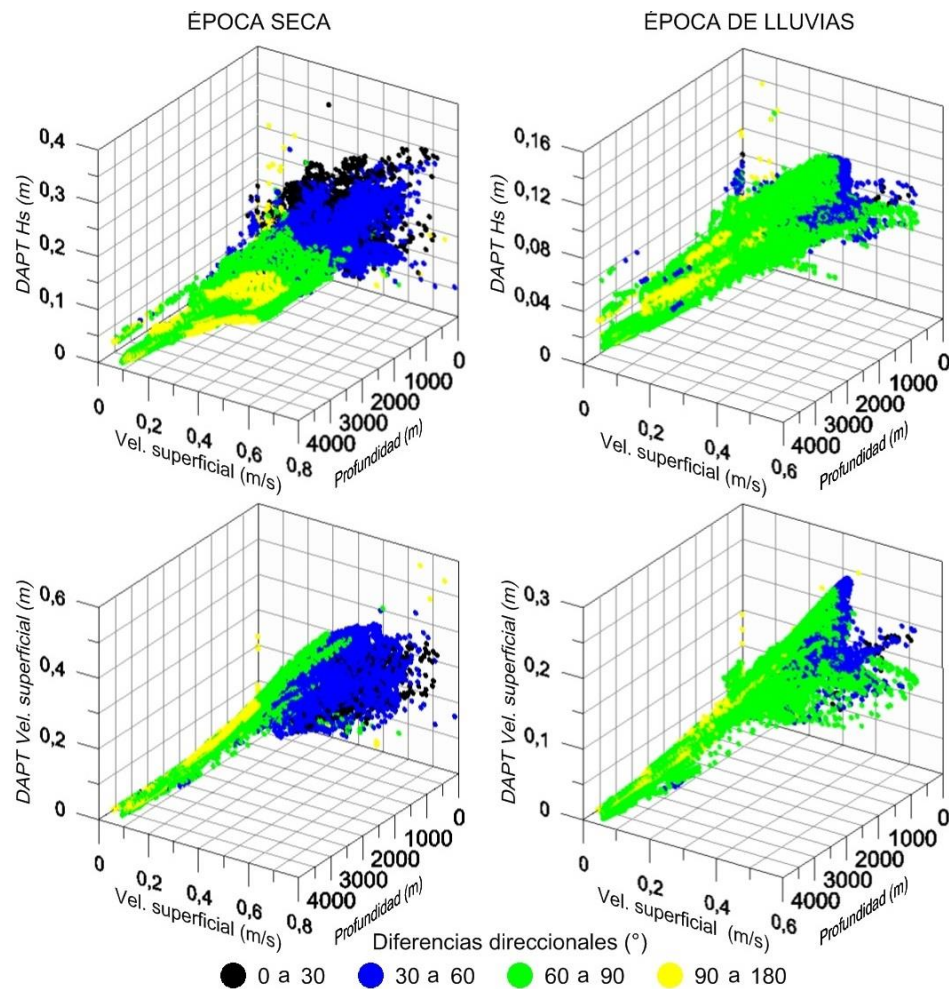 ÉPOCA SECA
ÉPOCA DE LLUVIAS
DAPT Hs (m)
0,4
0,3
0,2
0,1
0
0
0,2
0,4
0,6
0,8
Vel. superficial (m/s)
4000
3000
2000
1000
0
Profundidad (m)
DAPT Hs (m)
0,16
0,12
0,08
0,04
0
0
0,2
0,4
0,6
Vel. superficial (m/s)
4000
3000
2000
1000
0
Profundidad (m)
DAPT Vel. superficial (m)
0,6
0,4
0,2
0
0
0,2
0,4
0,6
0,8
Vel. superficial (m/s)
4000
3000
2000
1000
0
Profundidad (m)
DAPT Vel. superficial (m)
0,3
0,2
0,1
0
0
0,2
0,4
0,6
Vel. superficial (m/s)
4000
3000
2000
1000
0
Profundidad (m)
Diferencias direccionales (°)
0 a 30
30 a 60
60 a 90
90 a 180